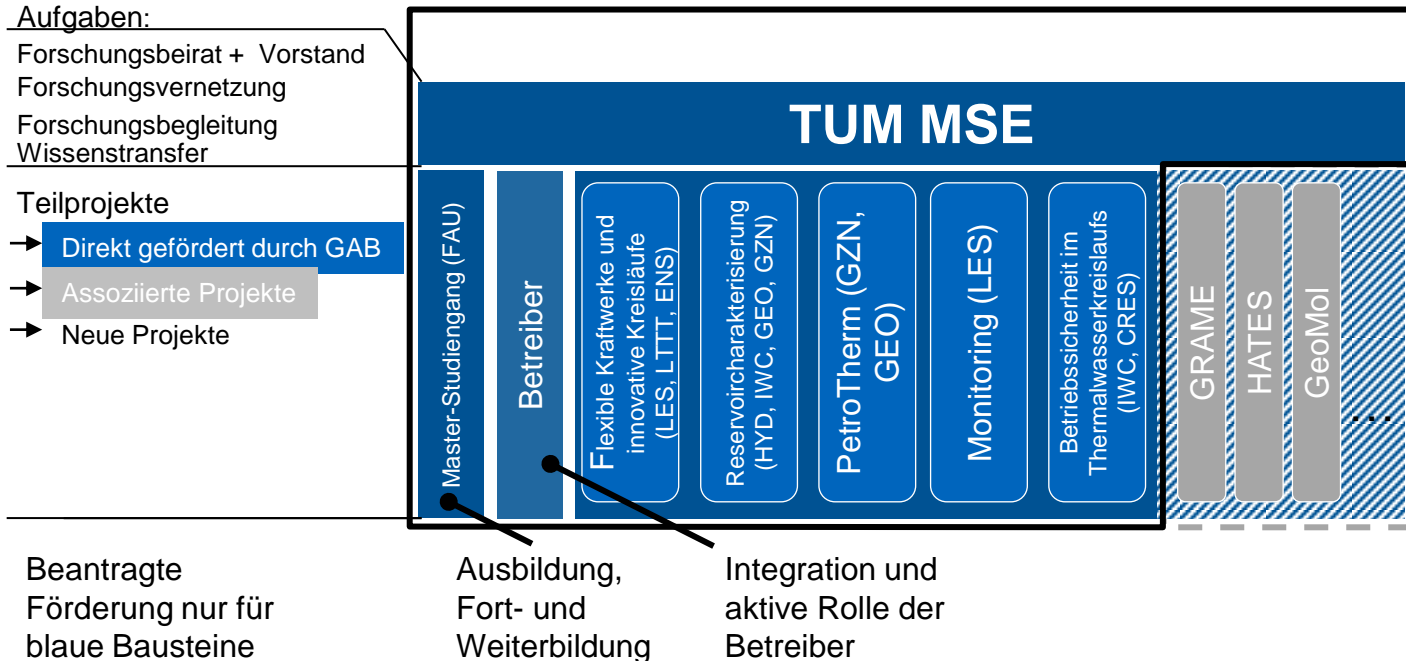 Aufgaben:
Forschungsbeirat + Vorstand
Forschungsvernetzung
Forschungsbegleitung
Wissenstransfer
TUM MSE
Teilprojekte
Direkt gefördert durch GAB
Assoziierte Projekte
Neue Projekte
Master-Studiengang (FAU)
Betreiber
Flexible Kraftwerke und
innovative Kreisläufe
(LES, LTTT, ENS)
Reservoircharakterisierung
(HYD, IWC, GEO, GZN)
PetroTherm (GZN,
GEO)
Monitoring (LES)
Betriebssicherheit im
Thermalwasserkreislaufs
(IWC, CRES)
GRAME
HATES
GeoMol
...
Beantragte
Förderung nur für
blaue Bausteine
Ausbildung,
Fort- und
Weiterbildung
Integration und
aktive Rolle der
Betreiber